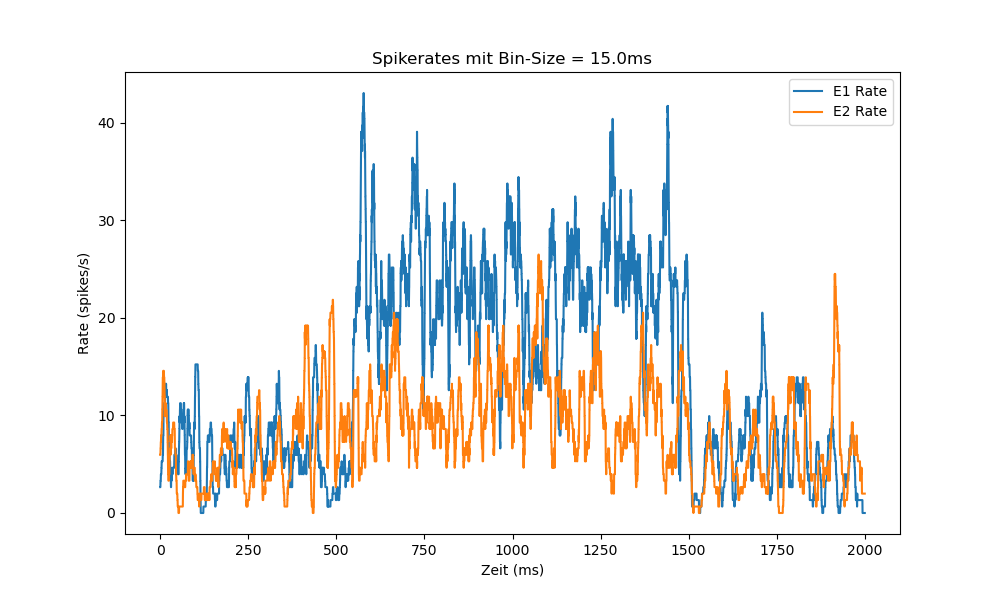 Spikerates mit Bin-Size = 15.0ms
E1 Rate
E2 Rate
40
30
20
10
0
Rate (spikes/s)
0 250 500 750 1000 1250 1500 1750 2000
Zeit (ms)